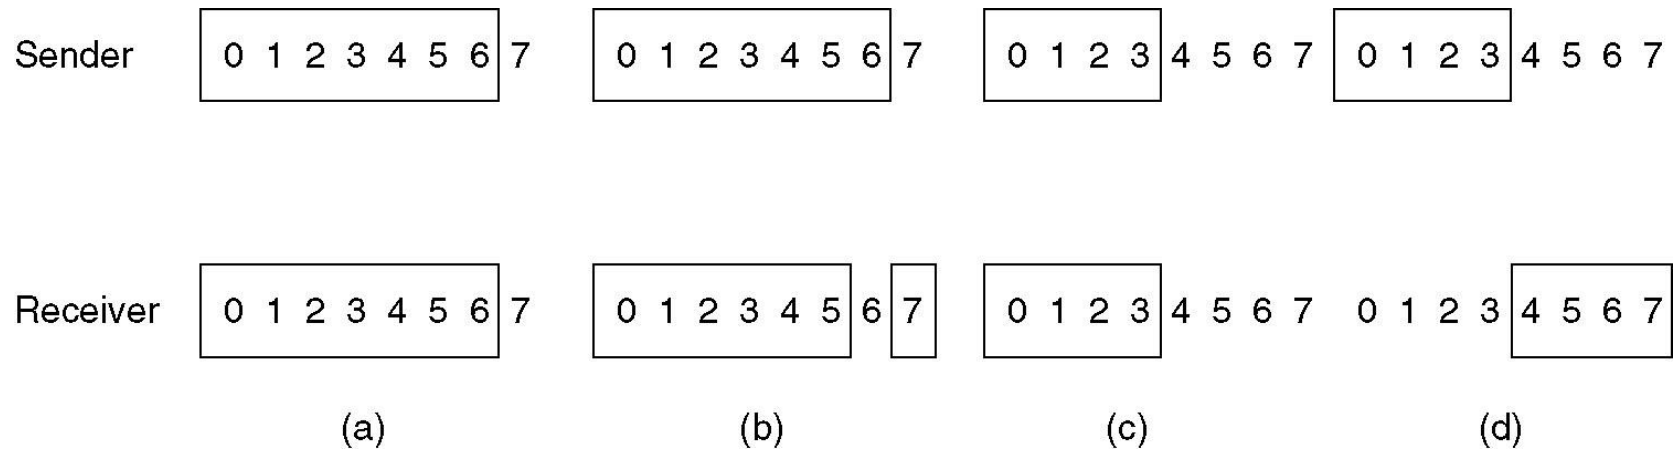 Sender 0 1 2 3 4 5 6 7 0 1 2 3 4 5 6 7 0 1 2 3 4 5 6 7 0 1 2 3 4 5 6 7
Receiver 0 1 2 3 4 5 6 7 0 1 2 3 4 5 6 7 0 1 2 3 4 5 6 7 0 1 2 3 4 5 6 7
(a) (b) (c) (d)